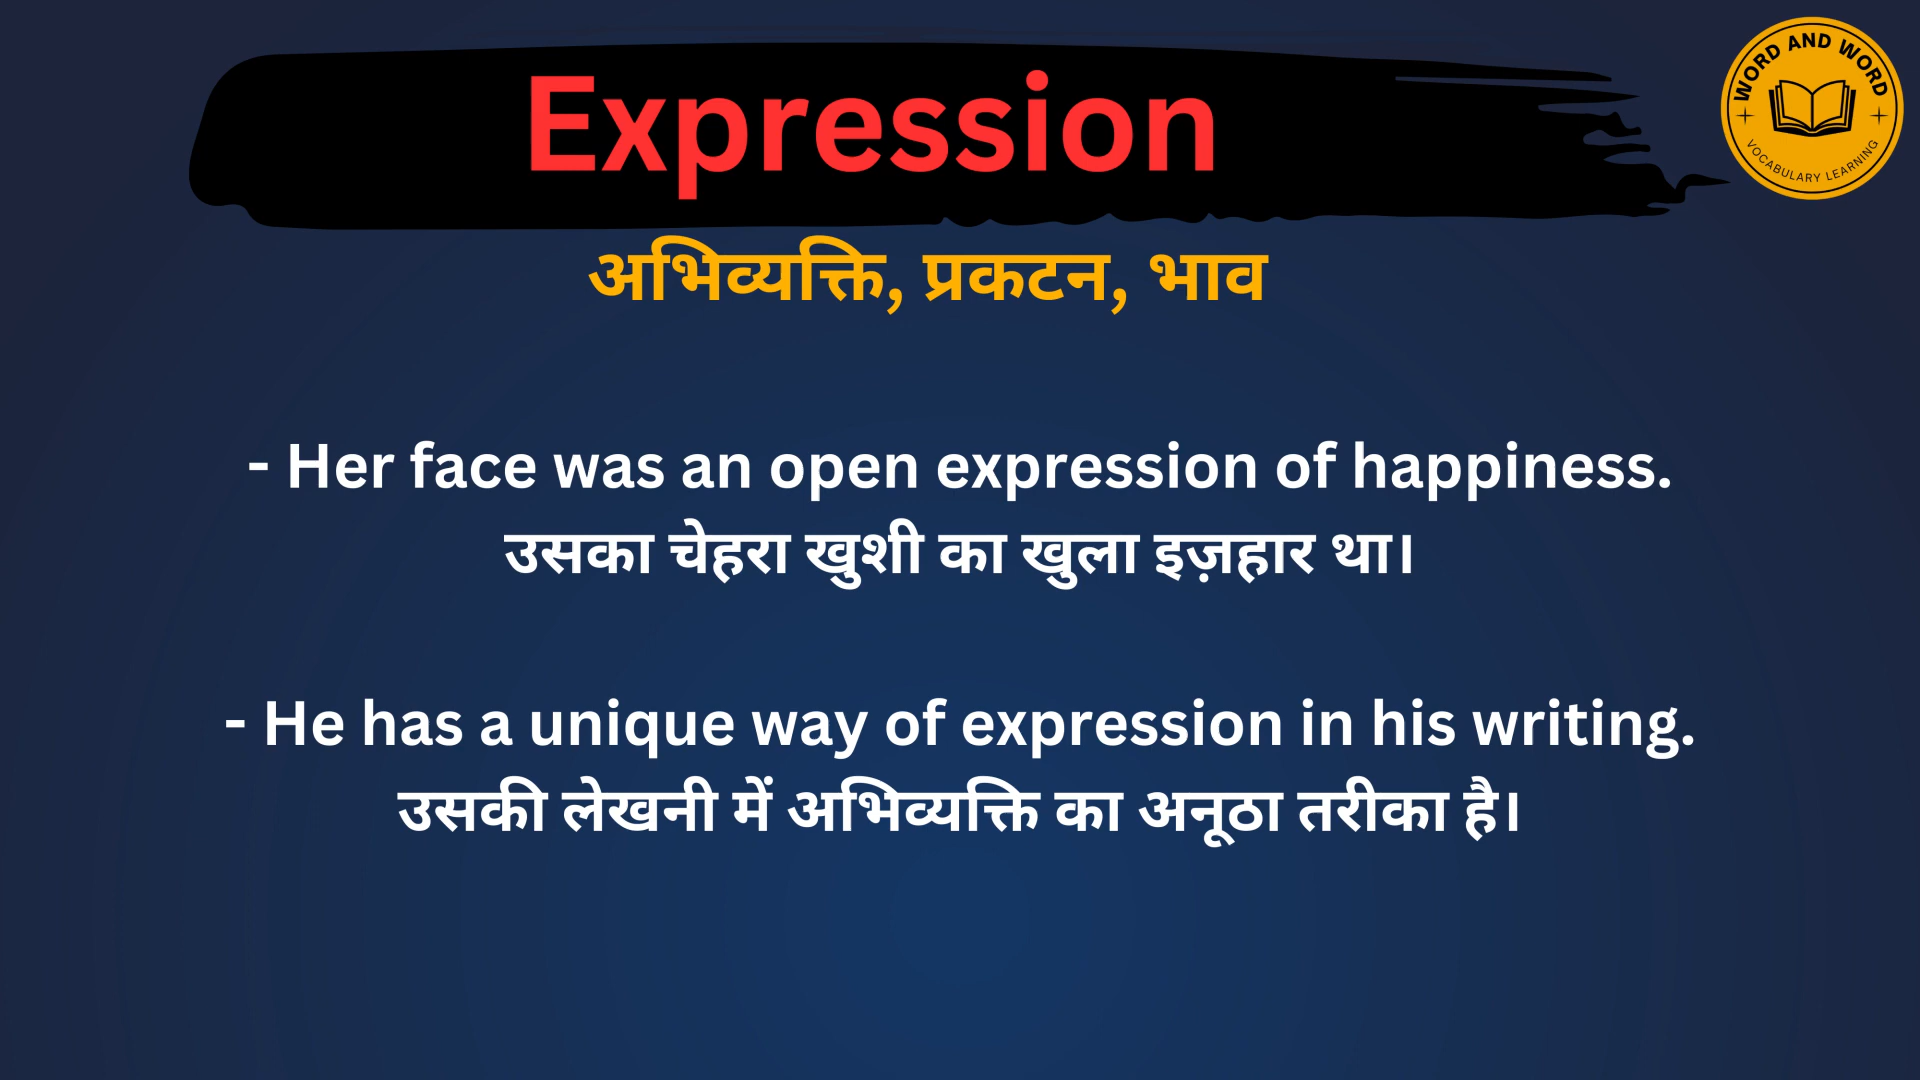 Expression
WORD AND WORD
VOCABULARY LEARNING
अभिव्यक्ति, प्रकटन, भाव
- Her face was an open expression of happiness.
उसका चेहरा खुशी का खुला इज़हार था।
- He has a unique way of expression in his writing.
उसकी लेखनी में अभिव्यक्ति का अनूठा तरीका है।